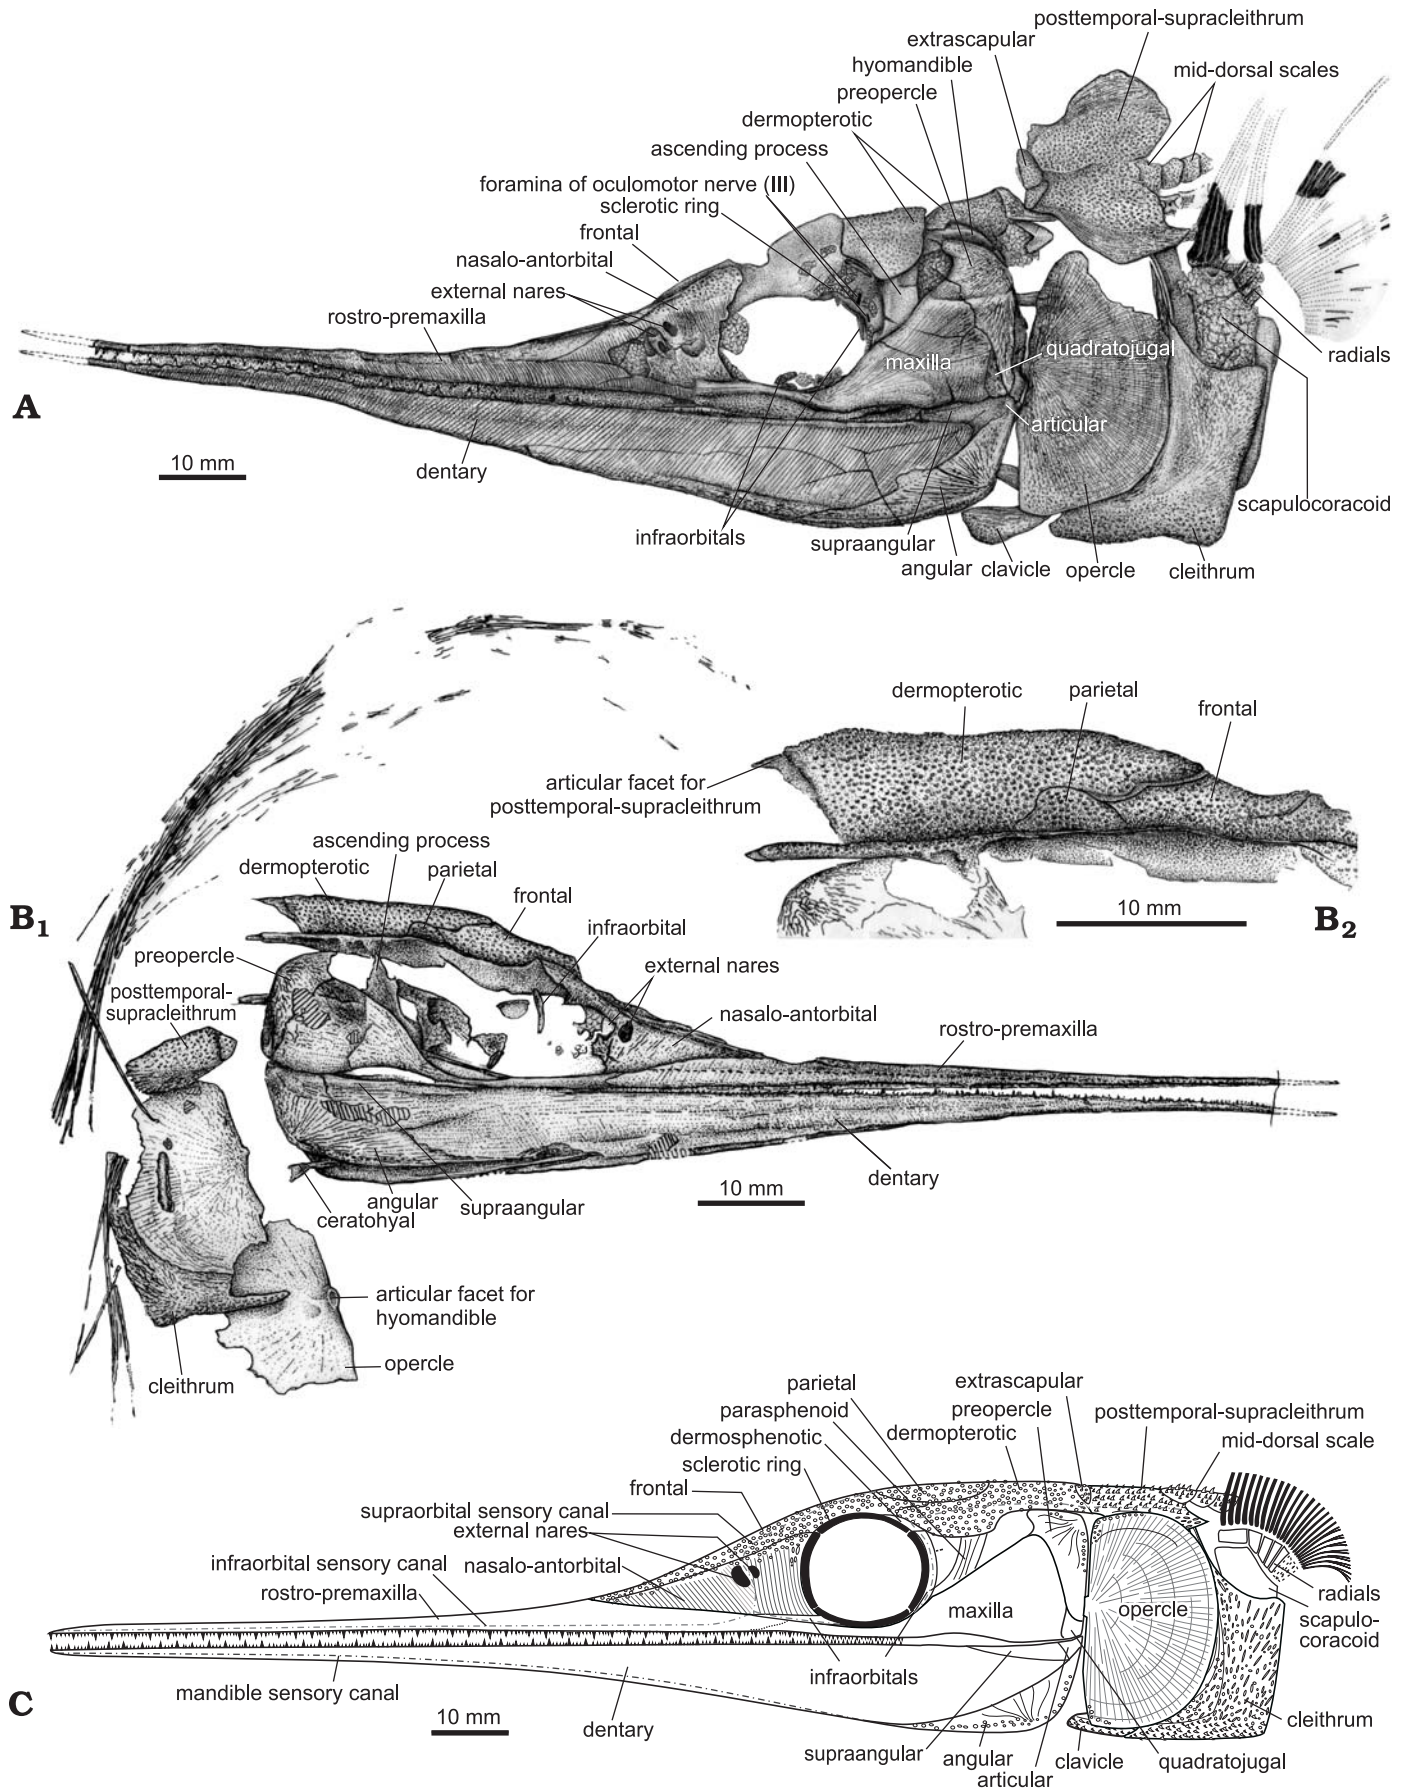 posttemporal-supracleithrum
extrascapular
hyomandible
mid-dorsal scales
preopercle
dermopterotic
ascending process
foramina of oculomotor nerve (III)
sclerotic ring
frontal
nasalo-antorbital
external nares
rostro-premaxilla
radials
quadratojugal
maxilla
A
articular
10 mm
dentary
scapulocoracoid
infraorbitals
supraangular
angular
clavicle
opercle
cleithrum
dermopterotic
parietal
frontal
articular facet for
posttemporal-supracleithrum
10 mm
B2
ascending process
dermopterotic
parietal
frontal
B1
infraorbital
preopercle
external nares
posttemporal-
supracleithrum
nasalo-antorbital
rostro-premaxilla
dentary
10 mm
angular
supraangular
ceratohyal
articular facet for
hyomandible
opercle
cleithrum
parietal
extrascapular
parasphenoid
preopercle
posttemporal-supracleithrum
dermosphenotic
dermopterotic
mid-dorsal scale
sclerotic ring
frontal
supraorbital sensory canal
external nares
infraorbital sensory canal
nasalo-antorbital
rostro-premaxilla
radials
maxilla
opercle
scapulo-
coracoid
infraorbitals
mandible sensory canal
C
10 mm
dentary
cleithrum
supraangular
angular
articular
clavicle
quadratojugal